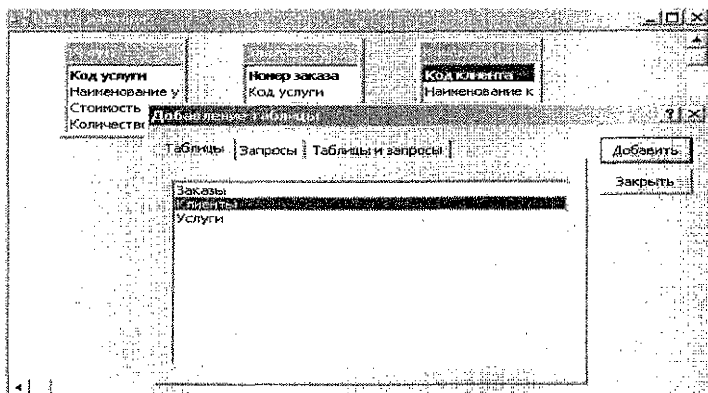 Код услуги
Наименование у
Стоимость
Количество
Номер заказа
Код услуги
Код клиента
Наименование к
Добавление таблицы
Таблицы
Запросы
Таблицы и запросы
Добавить
Закрыть
Заказы
Клиенты
Услуги